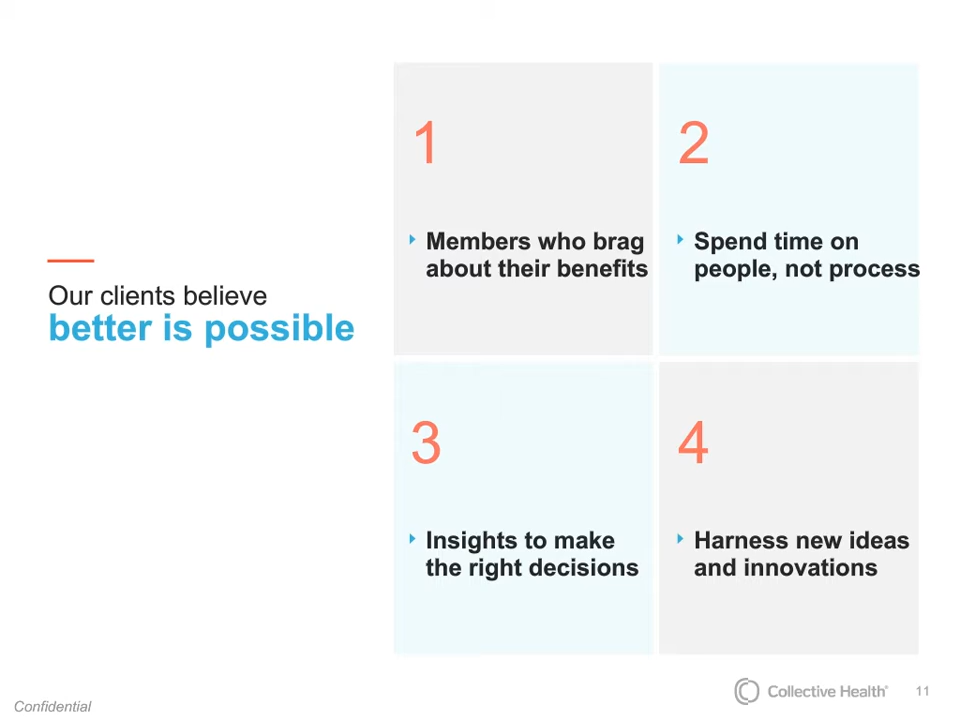 Our clients believe
better is possible
1
Members who brag
about their benefits
2
Spend time on
people, not process
3
Insights to make
the right decisions
4
Harness new ideas
and innovations
Confidential
Collective Health®
11